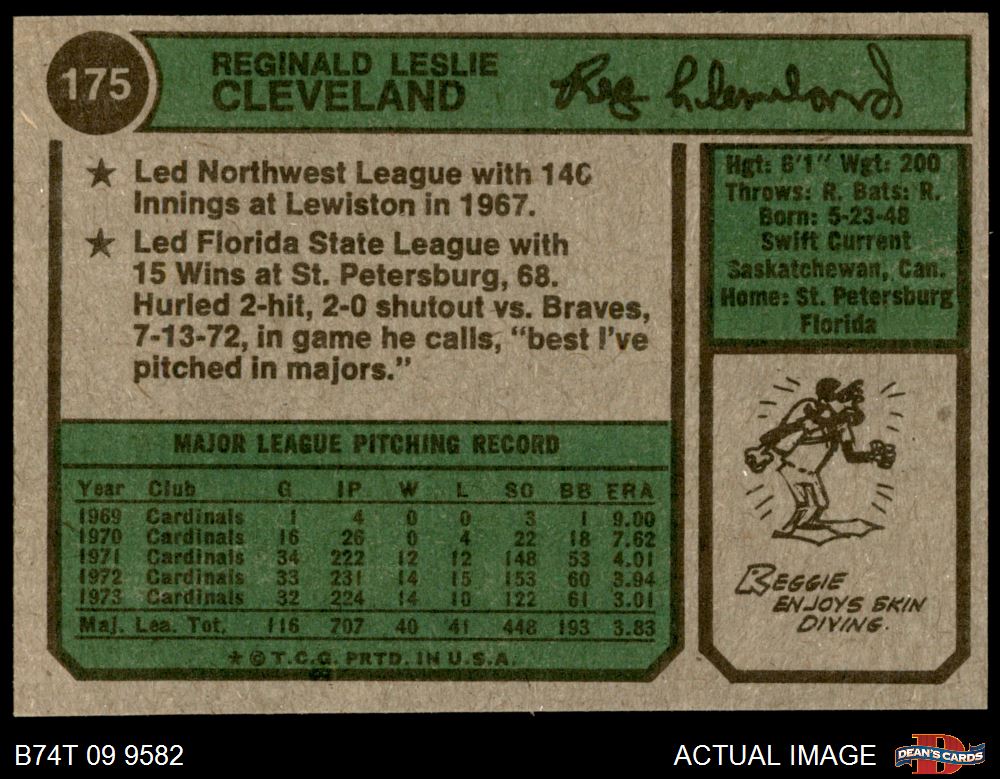 175
REGINALD LESLIE
CLEVELAND
Reg Cleveland
★ Led Northwest League with 146
Innings at Lewiston in 1967.
★ Led Florida State League with
15 Wins at St. Petersburg, 68.
Hurled 2-hit, 2-0 shutout vs. Braves,
7-13-72, in game he calls, “best I’ve
pitched in majors.”
Hgt: 6'1" Wgt: 200
Throws: R. Bats: R.
Born: 5-23-48
Swift Current
Saskatchewan, Can.
Home: St. Petersburg
Florida
MAJOR LEAGUE PITCHING RECORD
Year Club G IP W L SO BB ERA
1969 Cardinals 1 4 0 0 3 1 9.00
1970 Cardinals 16 26 0 4 22 18 7.62
1971 Cardinals 34 222 12 12 148 53 4.01
1972 Cardinals 33 231 14 15 153 60 3.94
1973 Cardinals 32 224 14 10 122 61 3.01
Maj. Lea. Tot. 116 707 40 41 448 193 3.83
★ © T.C.G. PRTD. IN U.S.A.
REGGIE
ENJOYS SKIN
DIVING.
B74T 09 9582
ACTUAL IMAGE
DEAN'S CARDS